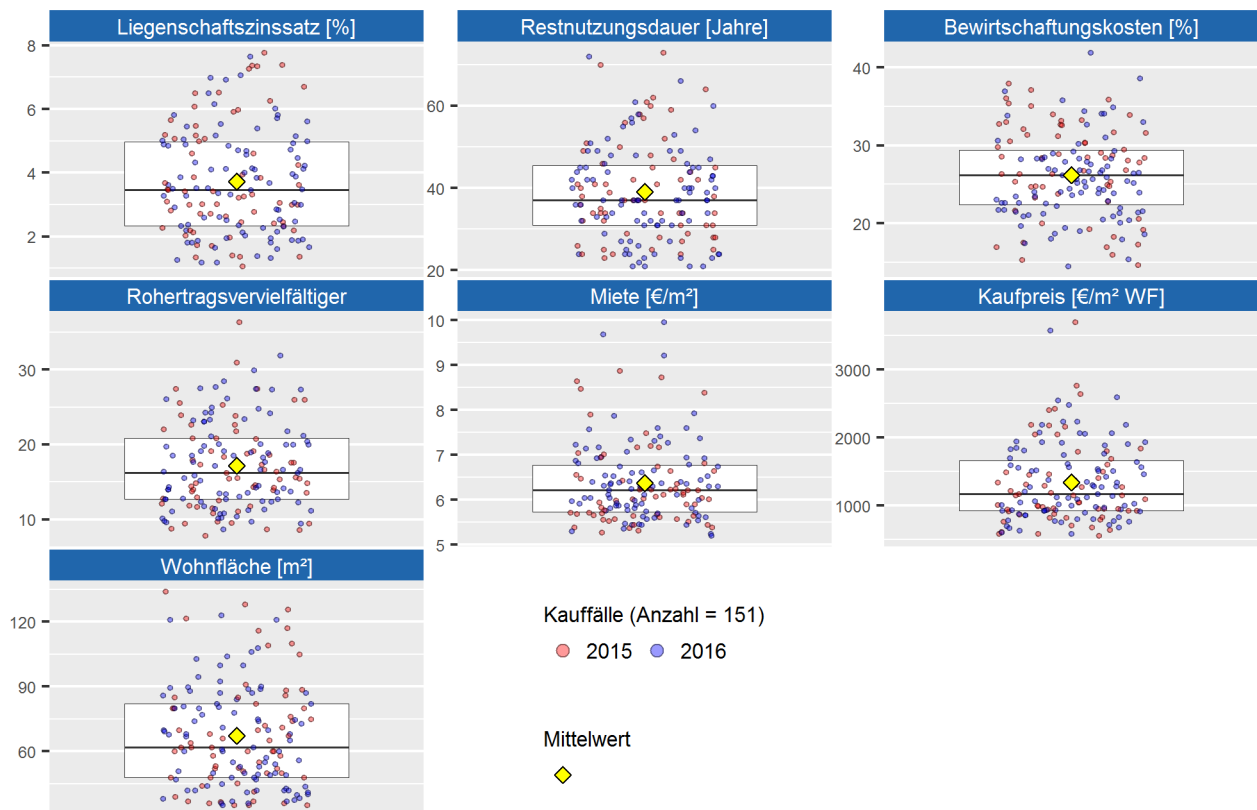 Liegenschaftszinssatz [%]
8
6
4
2
Restnutzungsdauer [Jahre]
60
40
20
Bewirtschaftungskosten [%]
40
30
20
Rohertragsvervielfältiger
30
20
10
Miete [€/m²]
10
9
8
7
6
5
Kaufpreis [€/m² WF]
3000
2000
1000
Wohnfläche [m²]
120
90
60
Kauffälle (Anzahl = 151)
2015 2016
Mittelwert